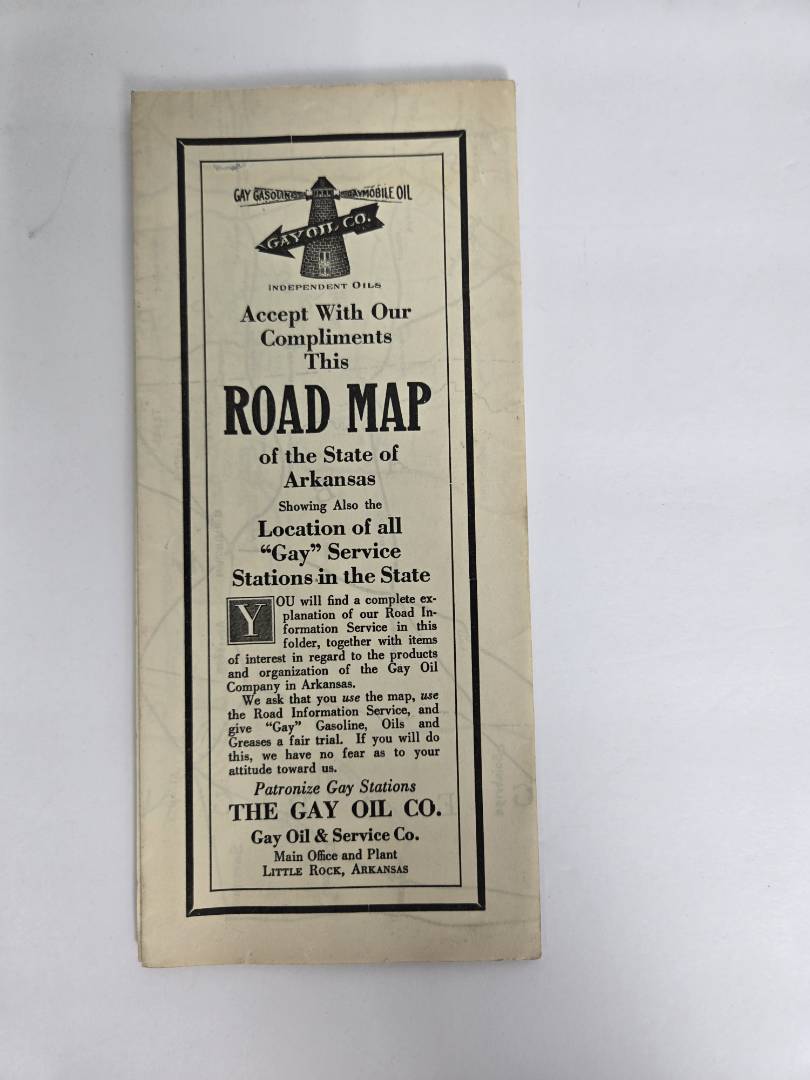 GAY GASOLINE GAYMOBILE OIL
GAY OIL CO.
INDEPENDENT OILS
Accept With Our
Compliments
This
ROAD MAP
of the State of
Arkansas
Showing Also the
Location of all
“Gay” Service
Stations in the State
YOU will find a complete ex-
planation of our Road In-
formation Service in this
folder, together with items
of interest in regard to the products
and organization of the Gay Oil
Company in Arkansas.
We ask that you use the map, use
the Road Information Service, and
give “Gay” Gasoline, Oils and
Greases a fair trial. If you will do
this, we have no fear as to your
attitude toward us.
Patronize Gay Stations
THE GAY OIL CO.
Gay Oil & Service Co.
Main Office and Plant
LITTLE ROCK, ARKANSAS